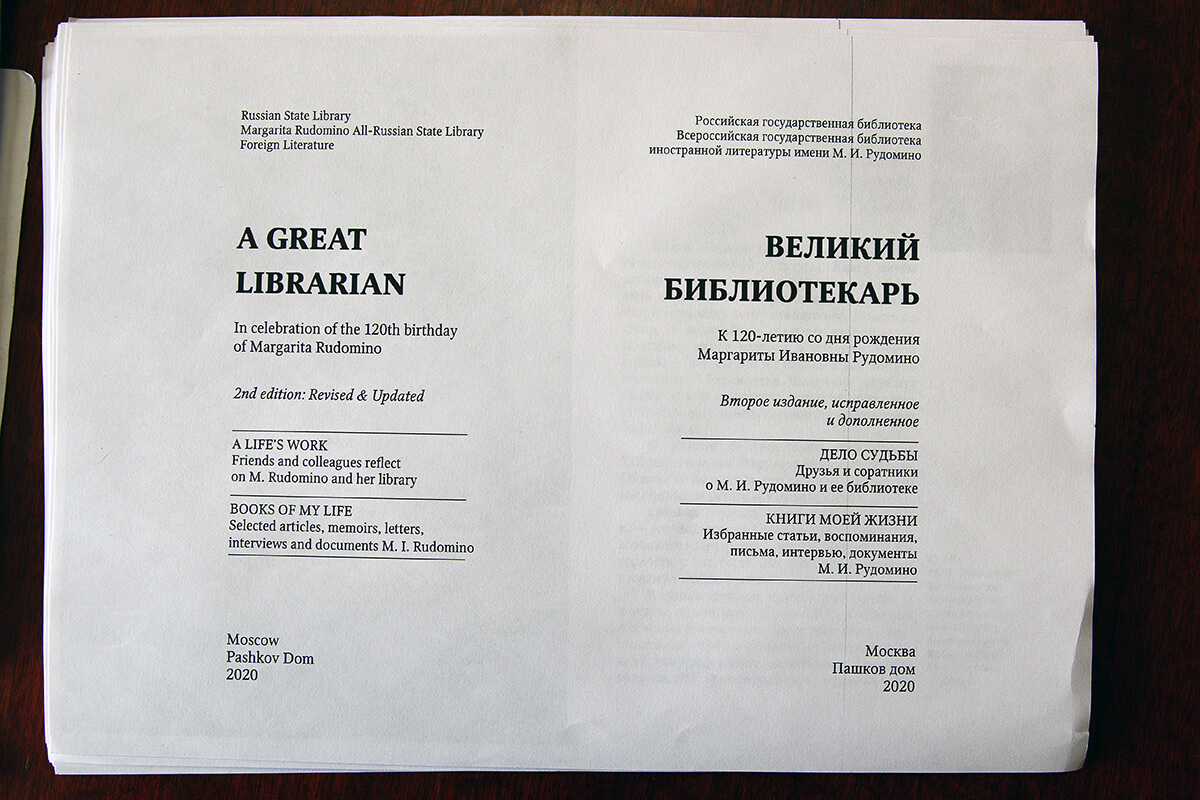 Russian State Library
Margarita Rudomino All-Russian State Library
Foreign Literature
A GREAT
LIBRARIAN
In celebration of the 120th birthday
of Margarita Rudomino
2nd edition: Revised & Updated
A LIFE'S WORK
Friends and colleagues reflect
on M. Rudomino and her library
BOOKS OF MY LIFE
Selected articles, memoirs, letters,
interviews and documents M. I. Rudomino
Moscow
Pashkov Dom
2020
Российская государственная библиотека
Всероссийская государственная библиотека
иностранной литературы имени М. И. Рудомино
ВЕЛИКИЙ
БИБЛИОТЕКАРЬ
К 120-летию со дня рождения
Маргариты Ивановны Рудомино
Второе издание, исправленное
и дополненное
ДЕЛО СУДЬБЫ
Друзья и соратники
о М. И. Рудомино и ее библиотеке
КНИГИ МОЕЙ ЖИЗНИ
Избранные статьи, воспоминания,
письма, интервью, документы
М. И. Рудомино
Москва
Пашков дом
2020